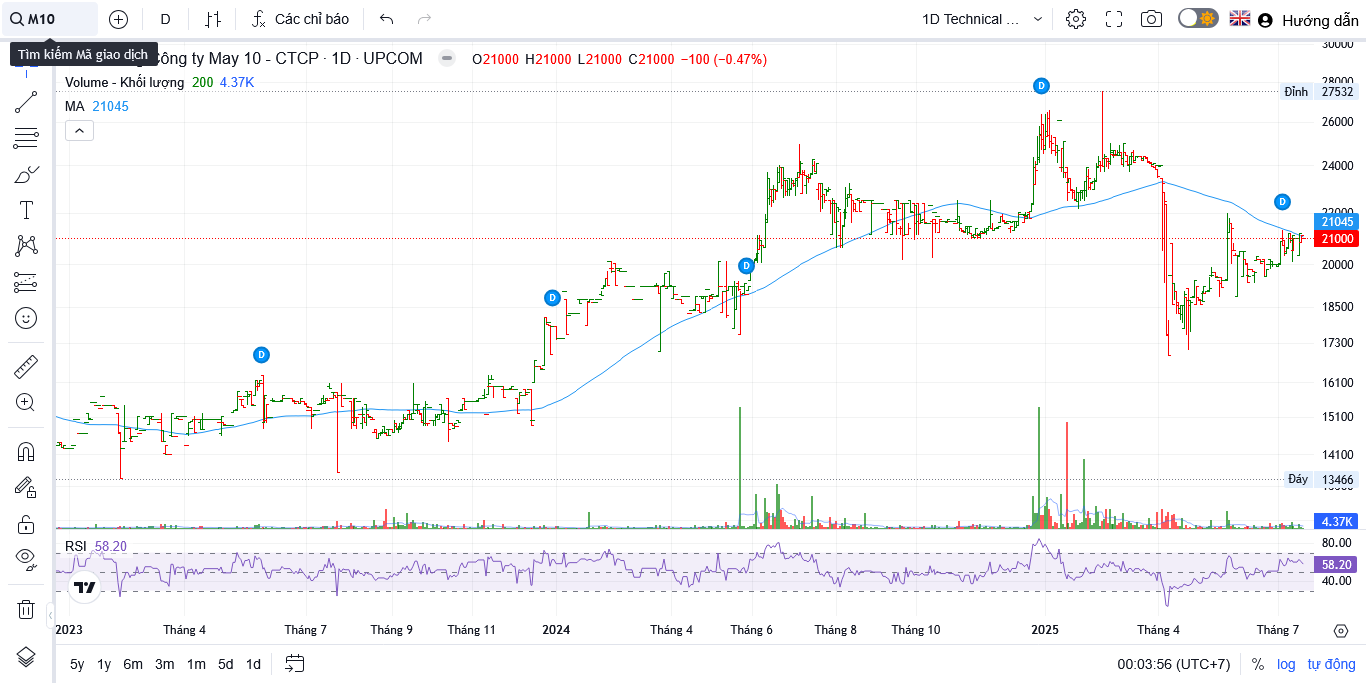 M10
D
Các chỉ báo
1D Technical ...
Hướng dẫn
Tìm kiếm Mã giao dịch
Công ty May 10 - CTCP · 1D · UPCOM
O21000 H21000 L21000 C21000 −100 (−0.47%)
Volume - Khối lượng 200 4.37K
MA 21045
30000
28000
Đỉnh 27532
26000
24000
22000
21045
21000
20000
18500
17300
16100
15100
14100
Đáy 13466
4.37K
D
D
D
D
D
RSI 58.20
80.00
58.20
40.00
2023 Tháng 4 Tháng 7 Tháng 9 Tháng 11 2024 Tháng 4 Tháng 6 Tháng 8 Tháng 10 2025 Tháng 4 Tháng 7
5y 1y 6m 3m 1m 5d 1d
00:03:56 (UTC+7) % log tự động